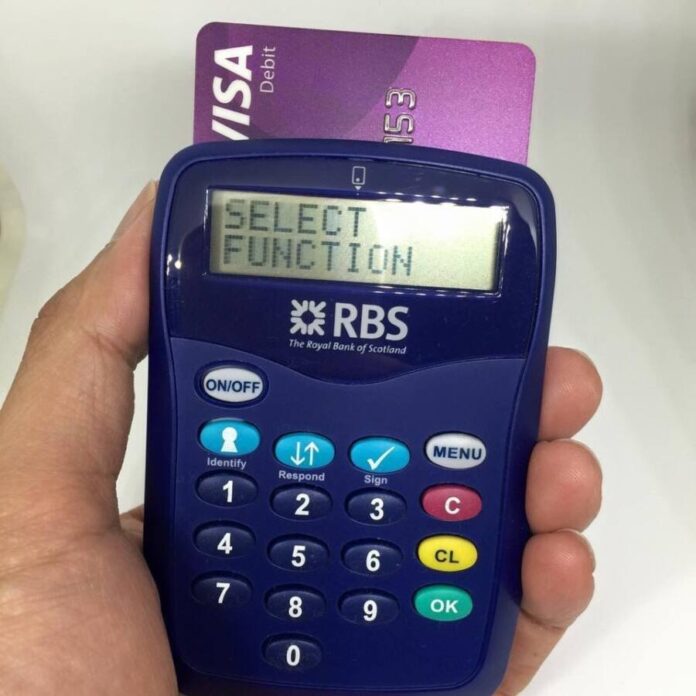 VISA
Debit
153
SELECT
FUNCTION
RBS
The Royal Bank of Scotland
ON/OFF
Identify
Respond
Sign
MENU
1 2 3 C
4 5 6 CL
7 8 9 OK
0